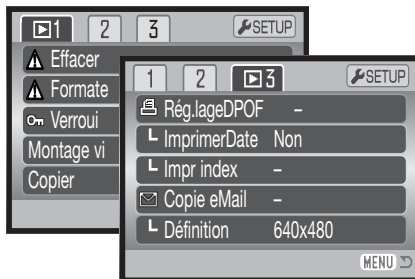 1 2 3 SETUP
Effacer
Formate
Verroui
Montage vi
Copier
1 2 3 SETUP
Rég.lageDPOF –
ImprimerDate Non
Impr index –
Copie eMail –
Définition 640x480
MENU